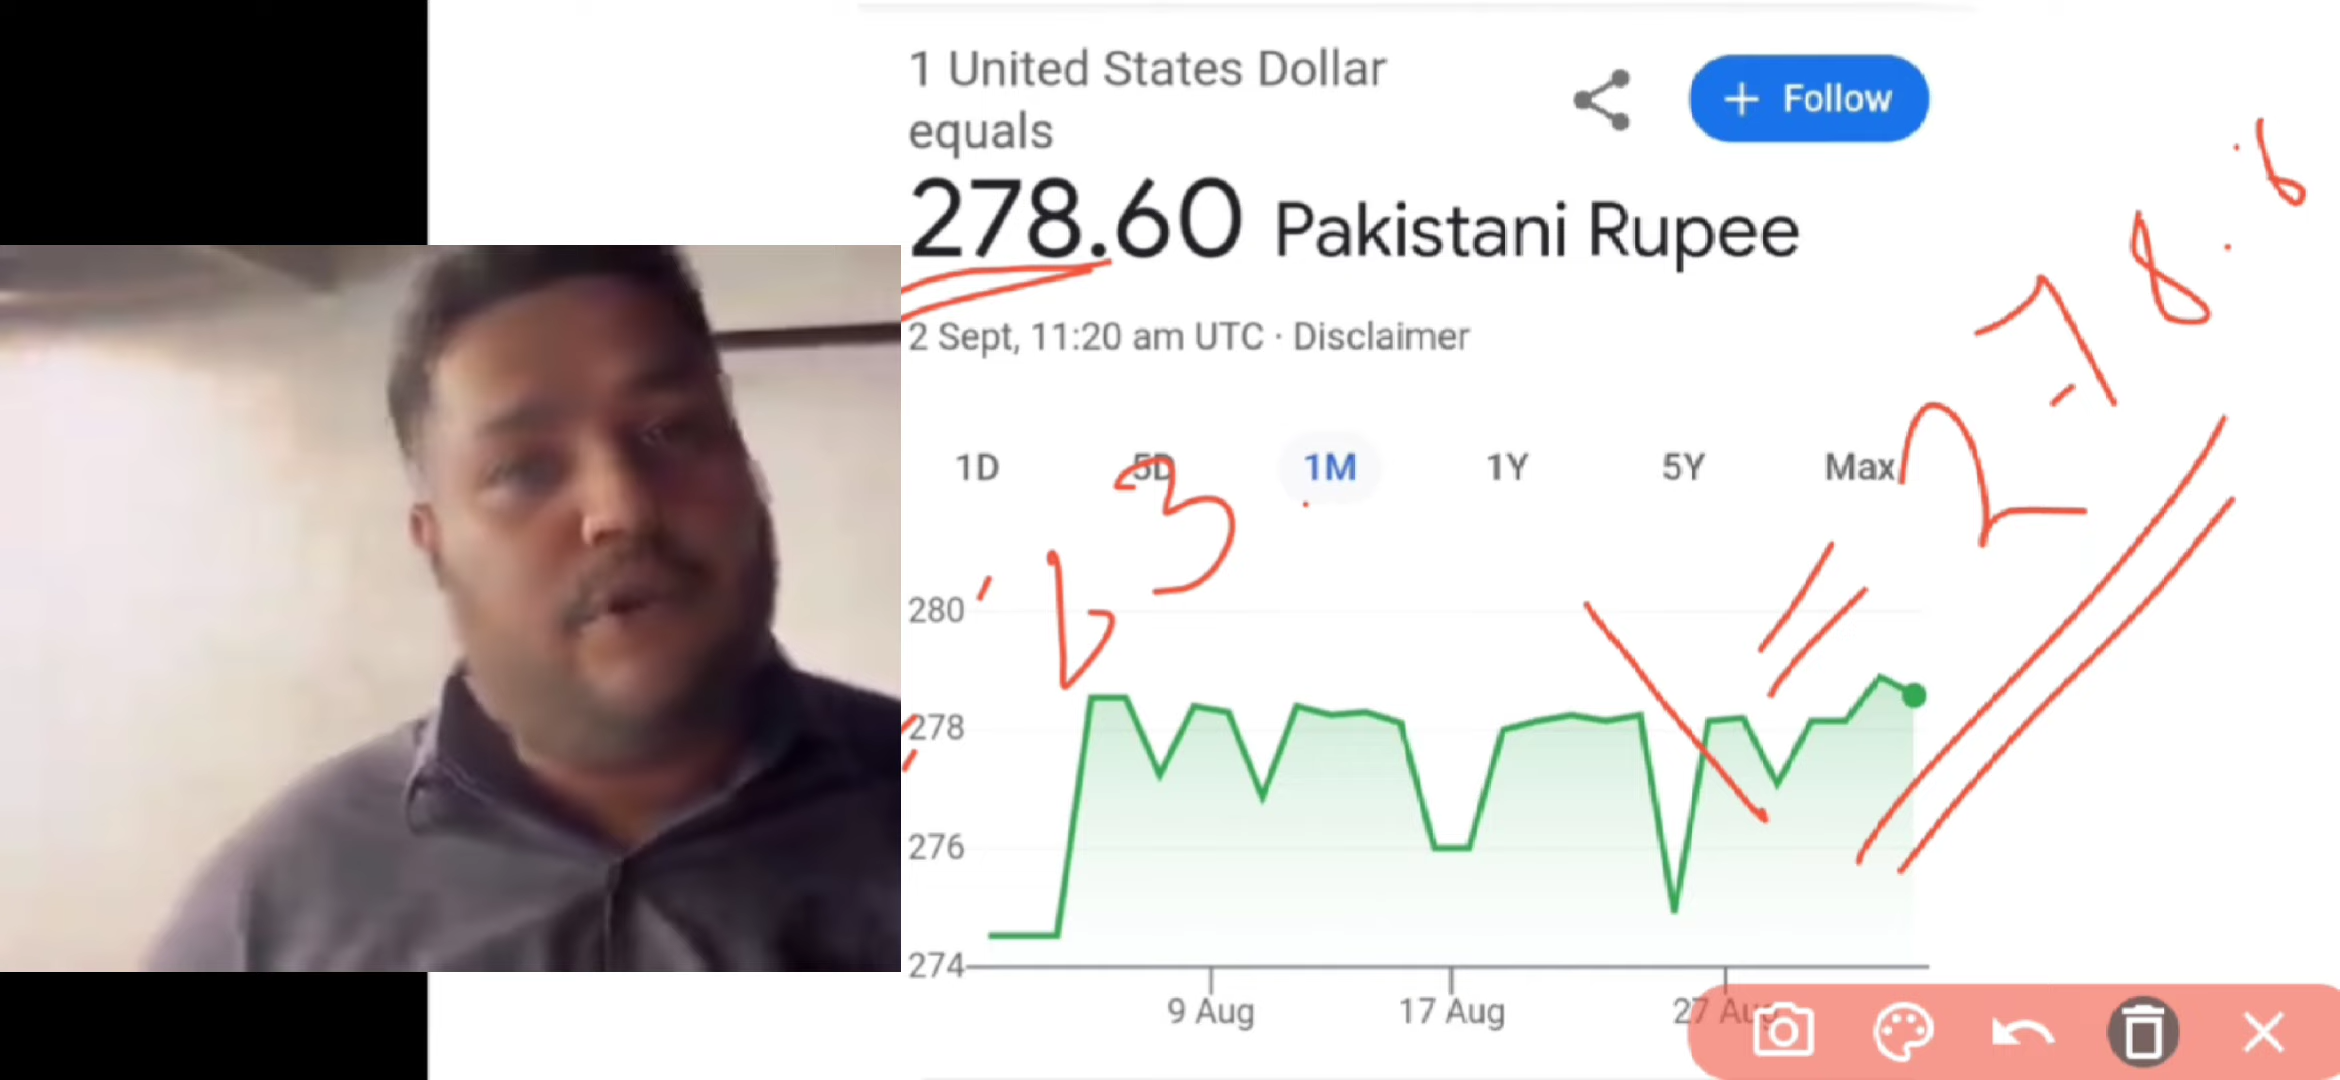 1 United States Dollar
equals
+ Follow
278.60 Pakistani Rupee
2 Sept, 11:20 am UTC · Disclaimer
1D 5D 1M 1Y 5Y Max
280
278
276
274
9 Aug 17 Aug 27 Aug
278.6
3